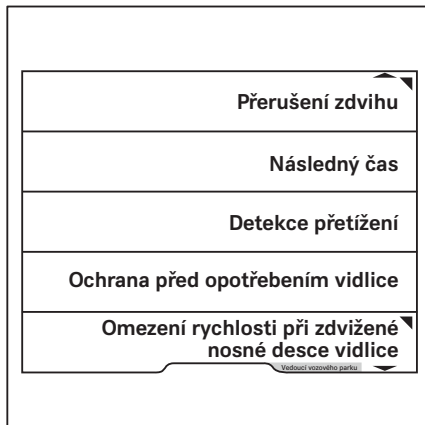 Přerušení zdvihu
Následný čas
Detekce přetížení
Ochrana před opotřebením vidlice
Omezení rychlosti při zdvižené
nosné desce vidlice
Vedoucí vozového parku